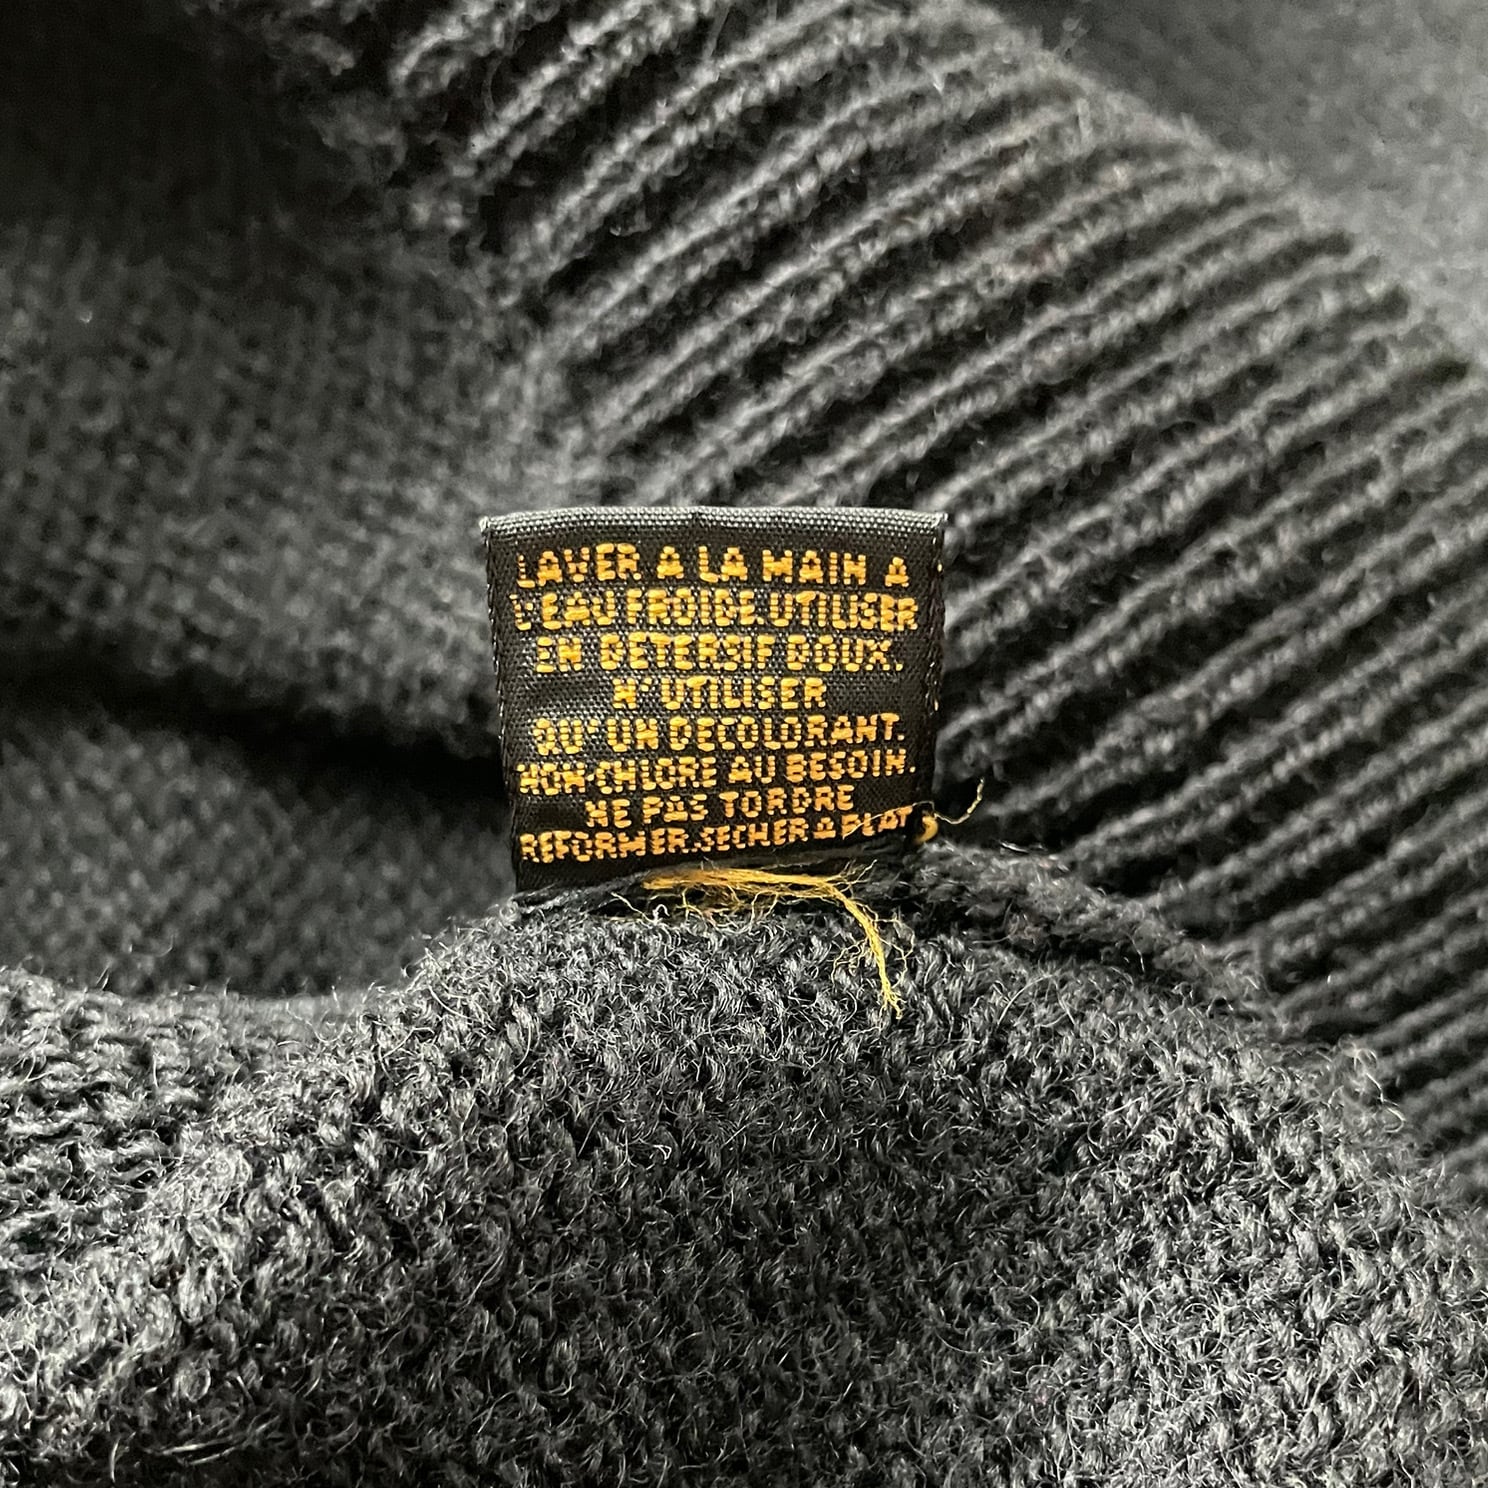 LAVER A LA MAIN A
L'EAU FROIDE.UTILISER
EN DETERSIF DOUX.
N'UTILISER
QU'UN DECOLORANT.
NON-CHLORE AU BESOIN.
NE PAS TORDRE
REFORMER.SECHER A PLAT